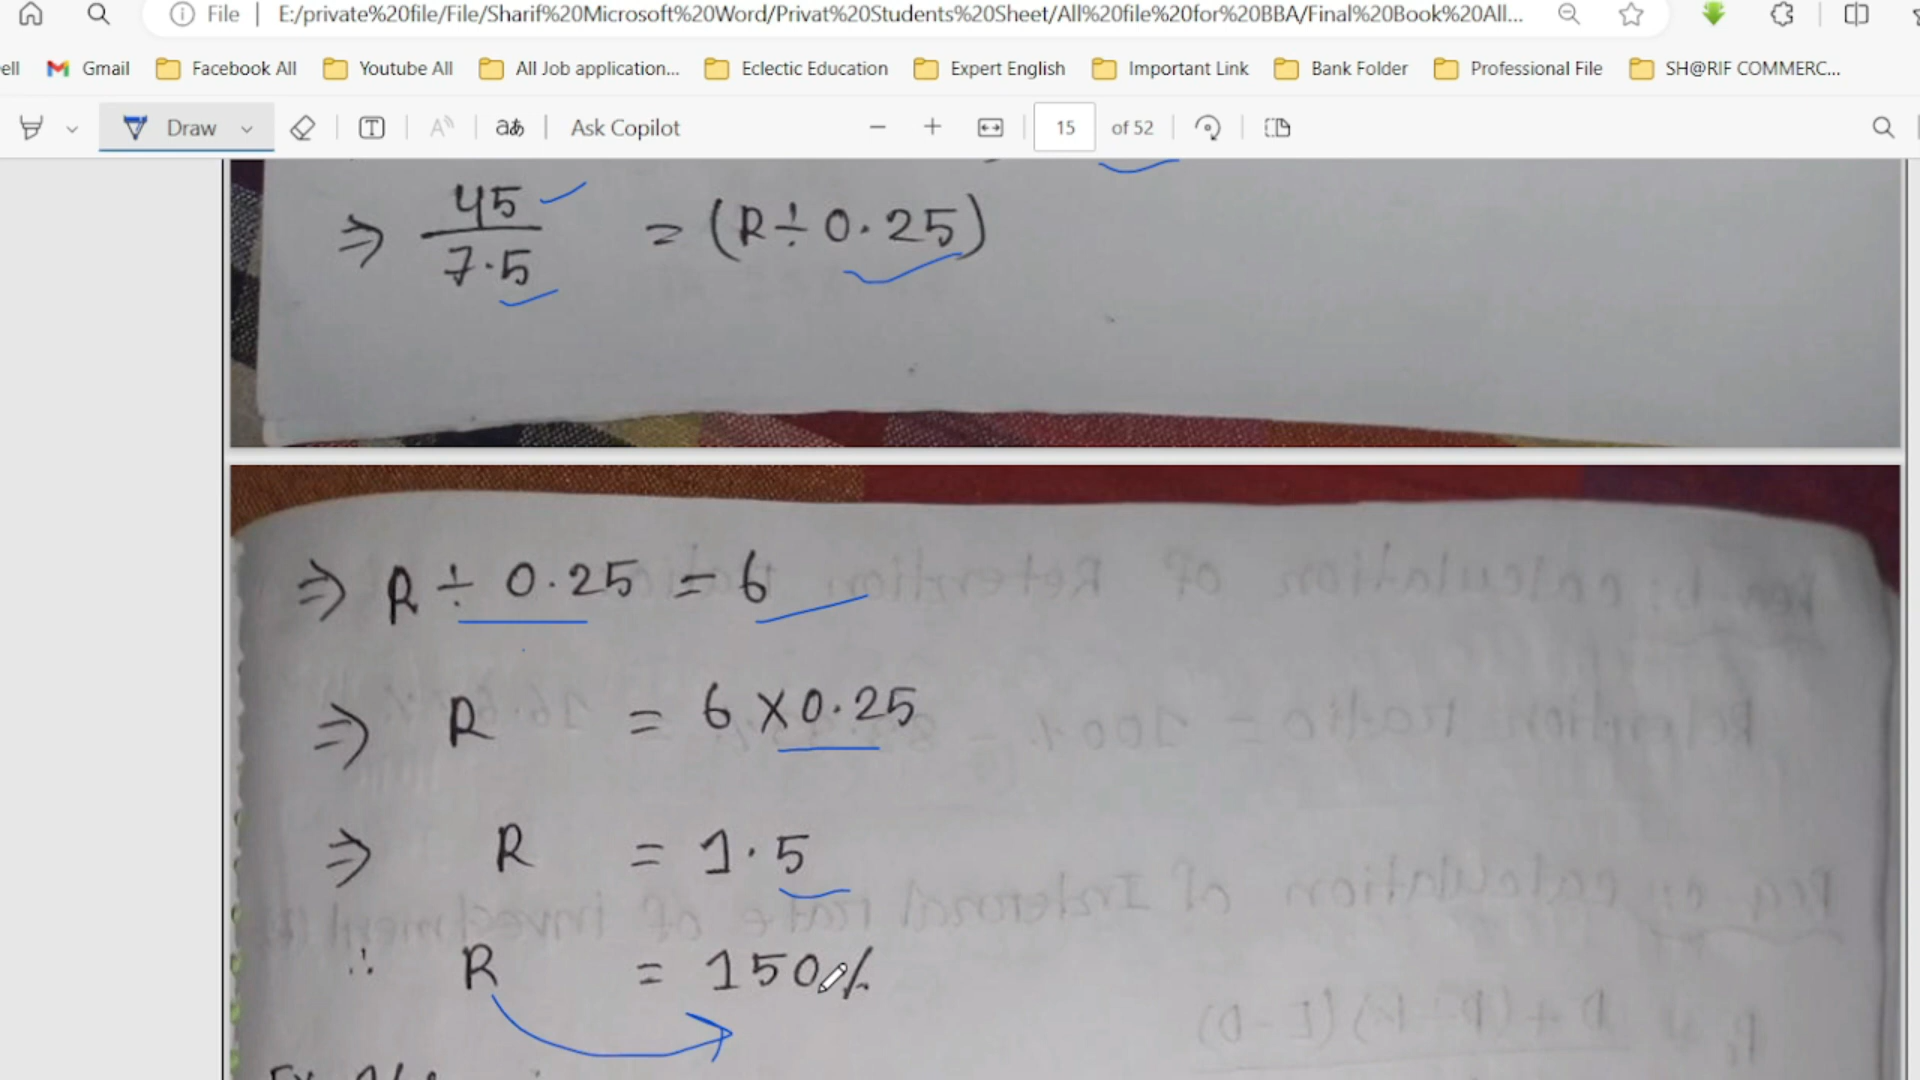 File | E:/private%20file/File/Sharif%20Microsoft%20Word/Privat%20Students%20Sheet/All%20file%20for%20BBA/Final%20Book%20All...
ell Gmail Facebook All Youtube All All Job application... Eclectic Education Expert English Important Link Bank Folder Professional File SH@RIF COMMERC...
Draw T A aあ Ask Copilot 15 of 52
⇒ 45/7.5 = (R÷0.25)
⇒ R ÷ 0.25 = 6
⇒ R = 6 × 0.25
⇒ R = 1.5
∴ R = 150%